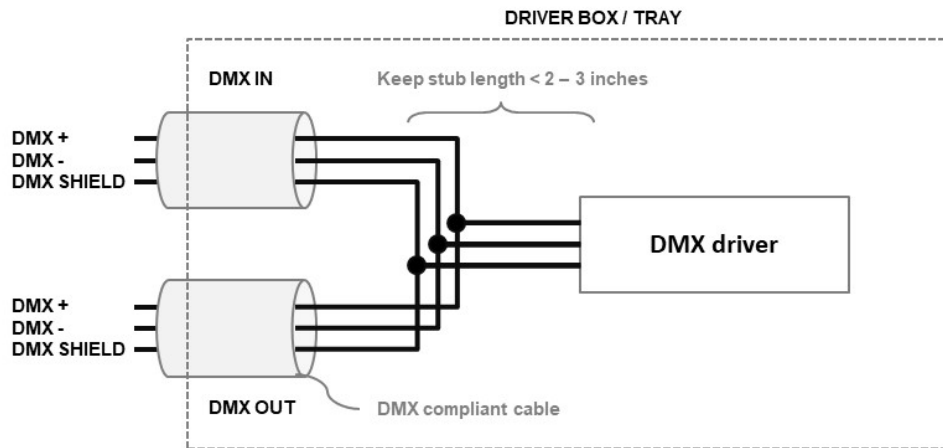 DRIVER BOX / TRAY
DMX IN
Keep stub length < 2 – 3 inches
DMX +
DMX -
DMX SHIELD
DMX driver
DMX +
DMX -
DMX SHIELD
DMX OUT
DMX compliant cable